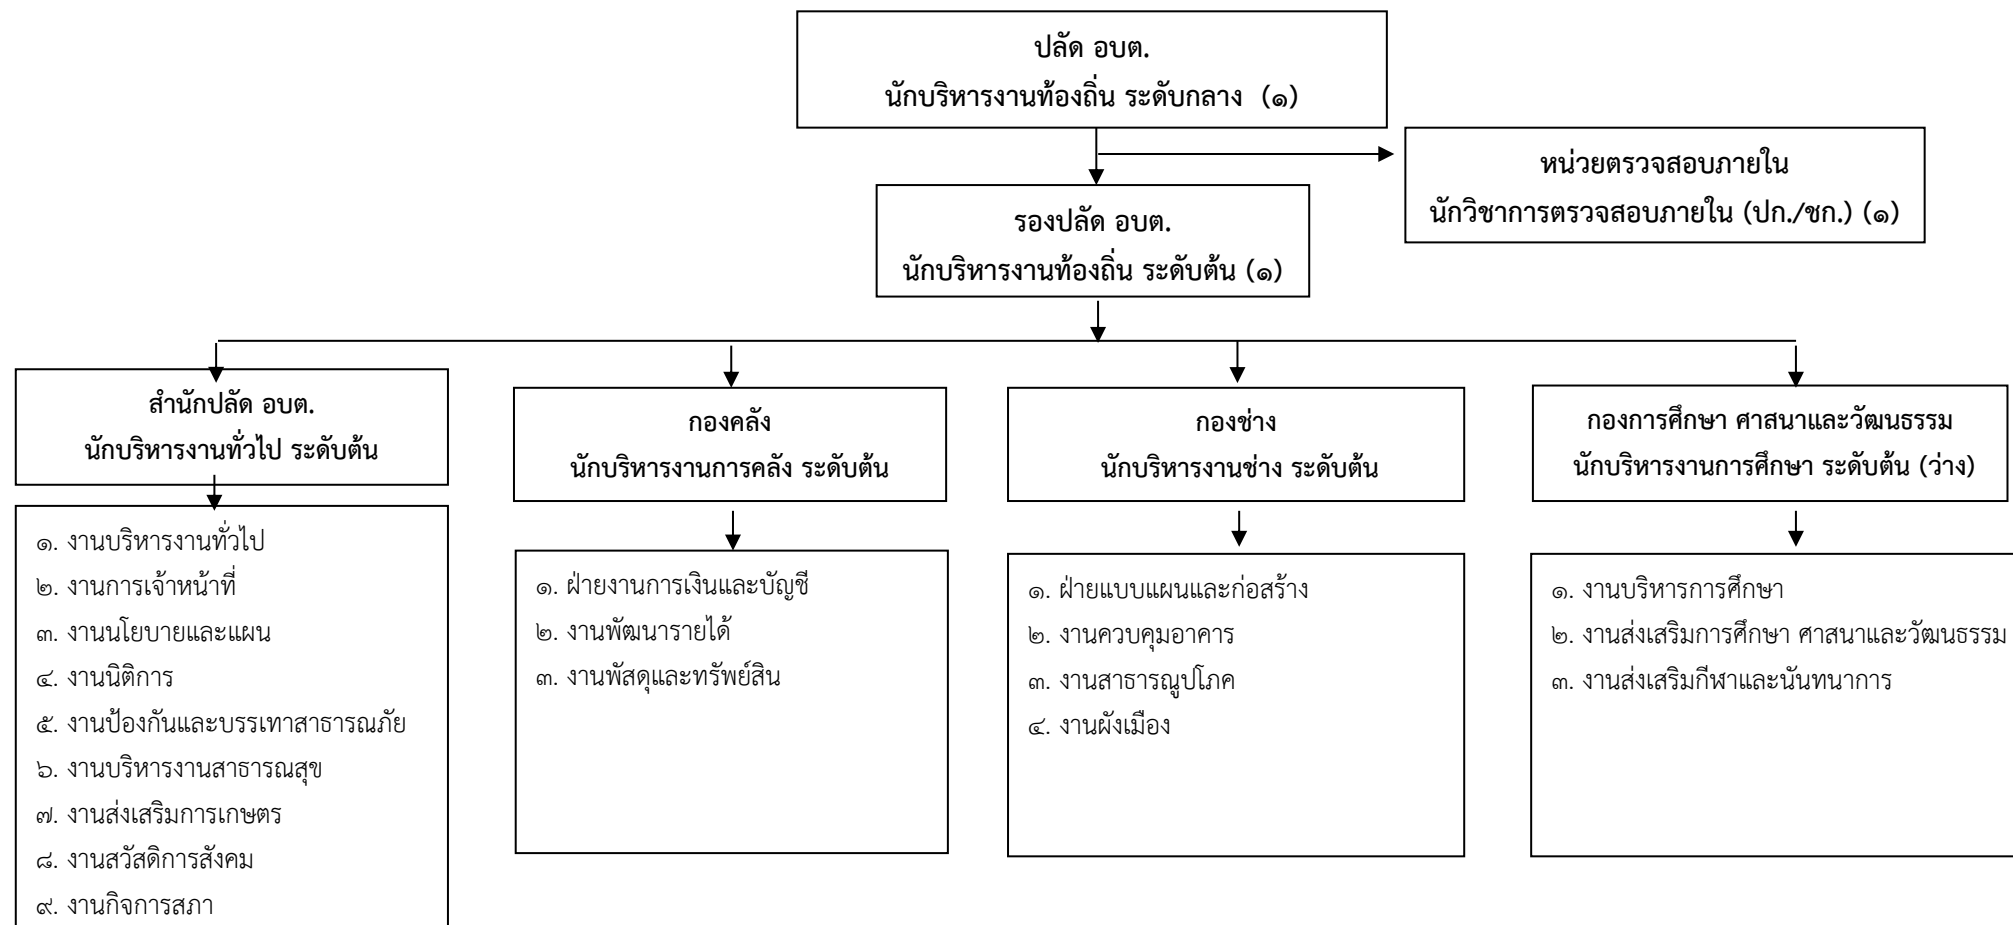 ปลัด อบต.
นักบริหารงานท้องถิ่น ระดับกลาง (๑)
หน่วยตรวจสอบภายใน
นักวิชาการตรวจสอบภายใน (ปก./ชก.) (๑)
รองปลัด อบต.
นักบริหารงานท้องถิ่น ระดับต้น (๑)
สำนักปลัด อบต.
นักบริหารงานทั่วไป ระดับต้น
๑. งานบริหารงานทั่วไป
๒. งานการเจ้าหน้าที่
๓. งานนโยบายและแผน
๔. งานนิติการ
๕. งานป้องกันและบรรเทาสาธารณภัย
๖. งานบริหารงานสาธารณสุข
๗. งานส่งเสริมการเกษตร
๘. งานสวัสดิการสังคม
๙. งานกิจการสภา
กองคลัง
นักบริหารงานการคลัง ระดับต้น
๑. ฝ่ายงานการเงินและบัญชี
๒. งานพัฒนารายได้
๓. งานพัสดุและทรัพย์สิน
กองช่าง
นักบริหารงานช่าง ระดับต้น
๑. ฝ่ายแบบแผนและก่อสร้าง
๒. งานควบคุมอาคาร
๓. งานสาธารณูปโภค
๔. งานผังเมือง
กองการศึกษา ศาสนาและวัฒนธรรม
นักบริหารงานการศึกษา ระดับต้น (ว่าง)
๑. งานบริหารการศึกษา
๒. งานส่งเสริมการศึกษา ศาสนาและวัฒนธรรม
๓. งานส่งเสริมกีฬาและนันทนาการ